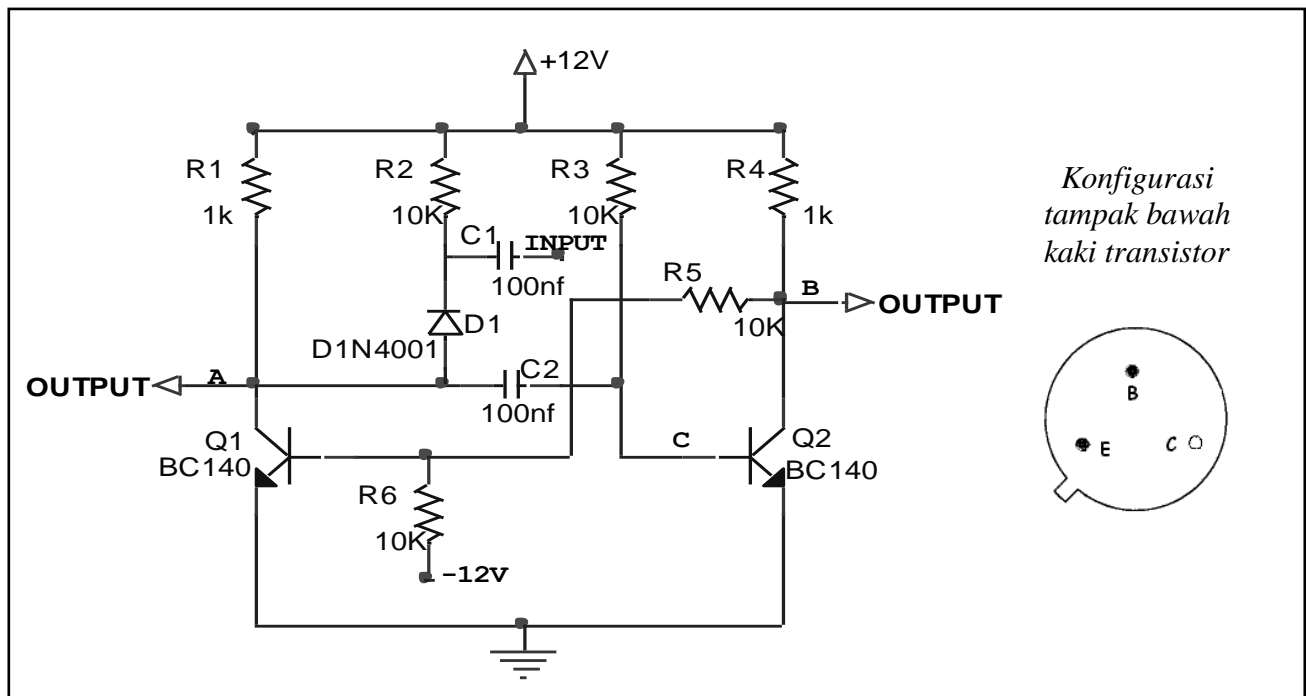 +12V
R1
1k
R2
10K
R3
10K
R4
1k
C1
INPUT
100nf
R5
10K
B
OUTPUT
D1
D1N4001
OUTPUT
A
C2
100nf
Q1
BC140
C
Q2
BC140
R6
10K
-12V
Konfigurasi
tampak bawah
kaki transistor
B
E
C